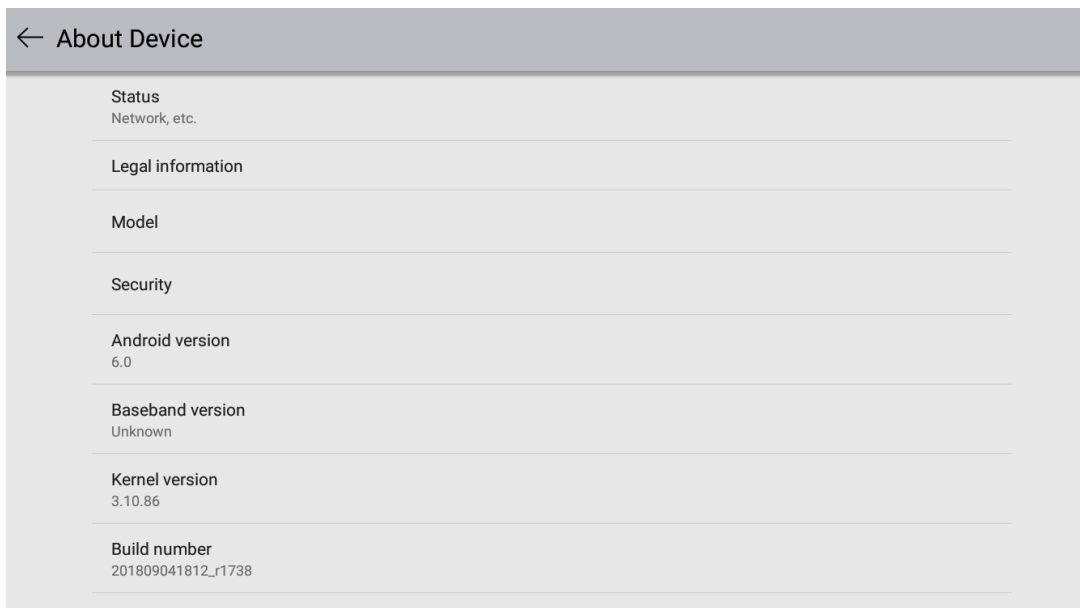 About Device
Status
Network, etc.
Legal information
Model
Security
Android version
6.0
Baseband version
Unknown
Kernel version
3.10.86
Build number
201809041812_r1738